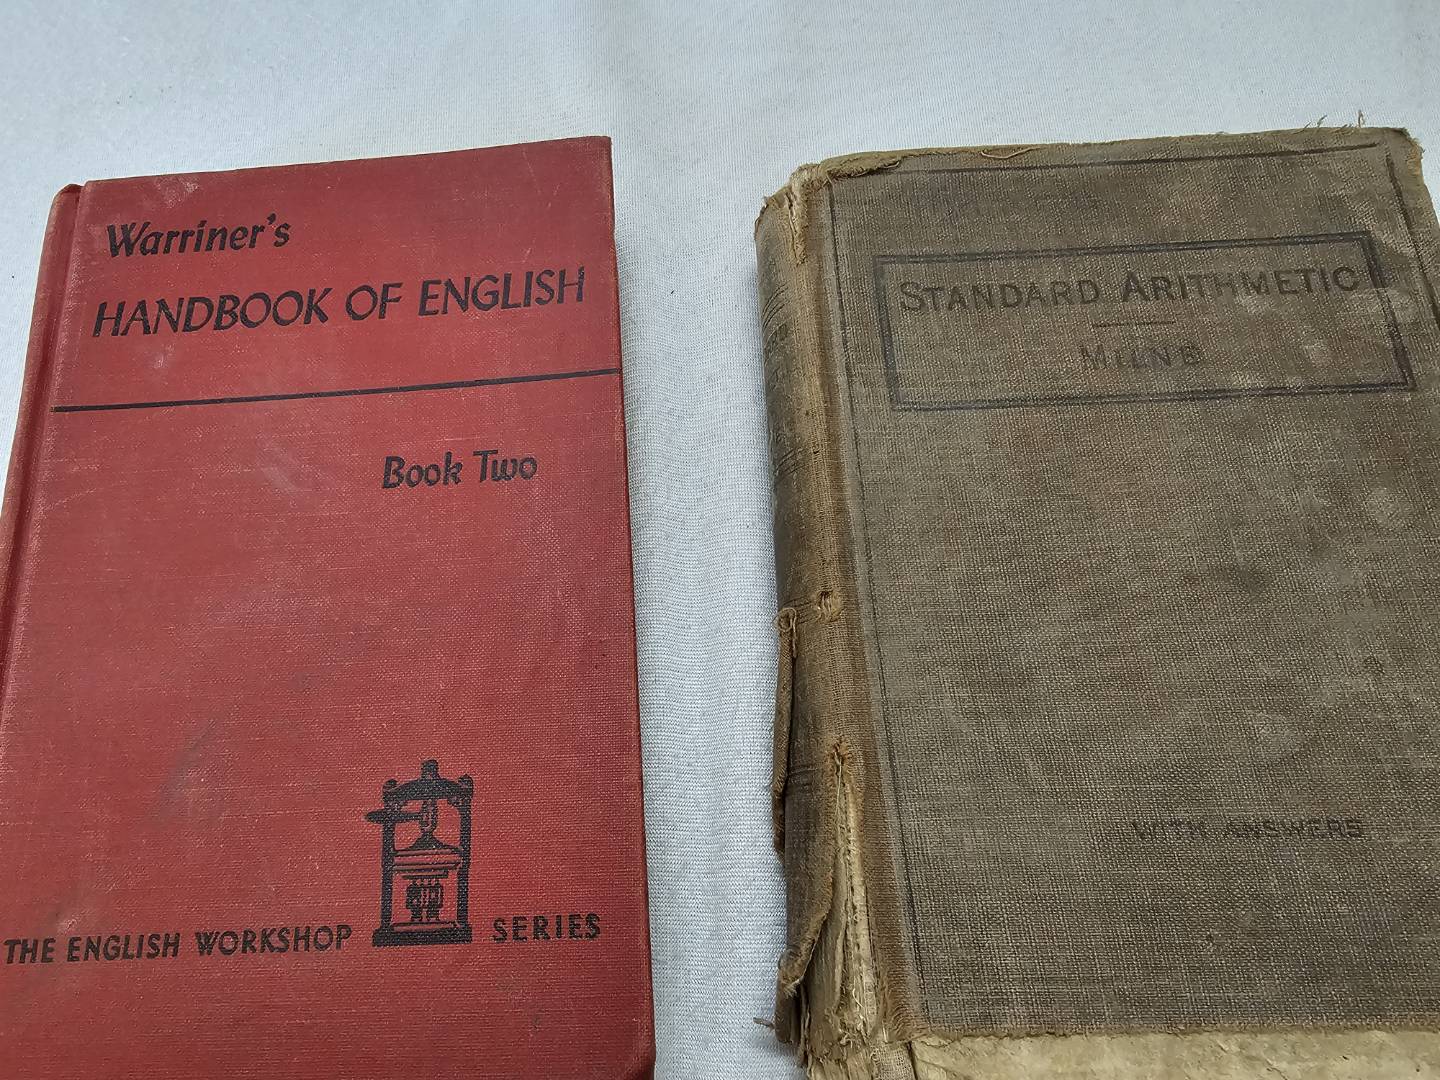 Warriner's
HANDBOOK OF ENGLISH
Book Two
THE ENGLISH WORKSHOP SERIES
STANDARD ARITHMETIC
MILNE
WITH ANSWERS